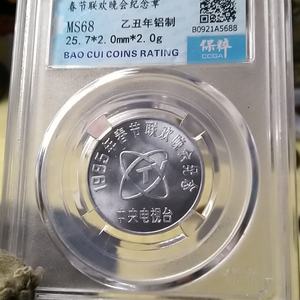 春节联欢晚会纪念章
MS68
乙丑年铝制
25.7*2.0mm*2.0g
BAO CUI COINS RATING
B0921A5688
保粹
CCGA
1985年春节联欢晚会纪念
中央电视台